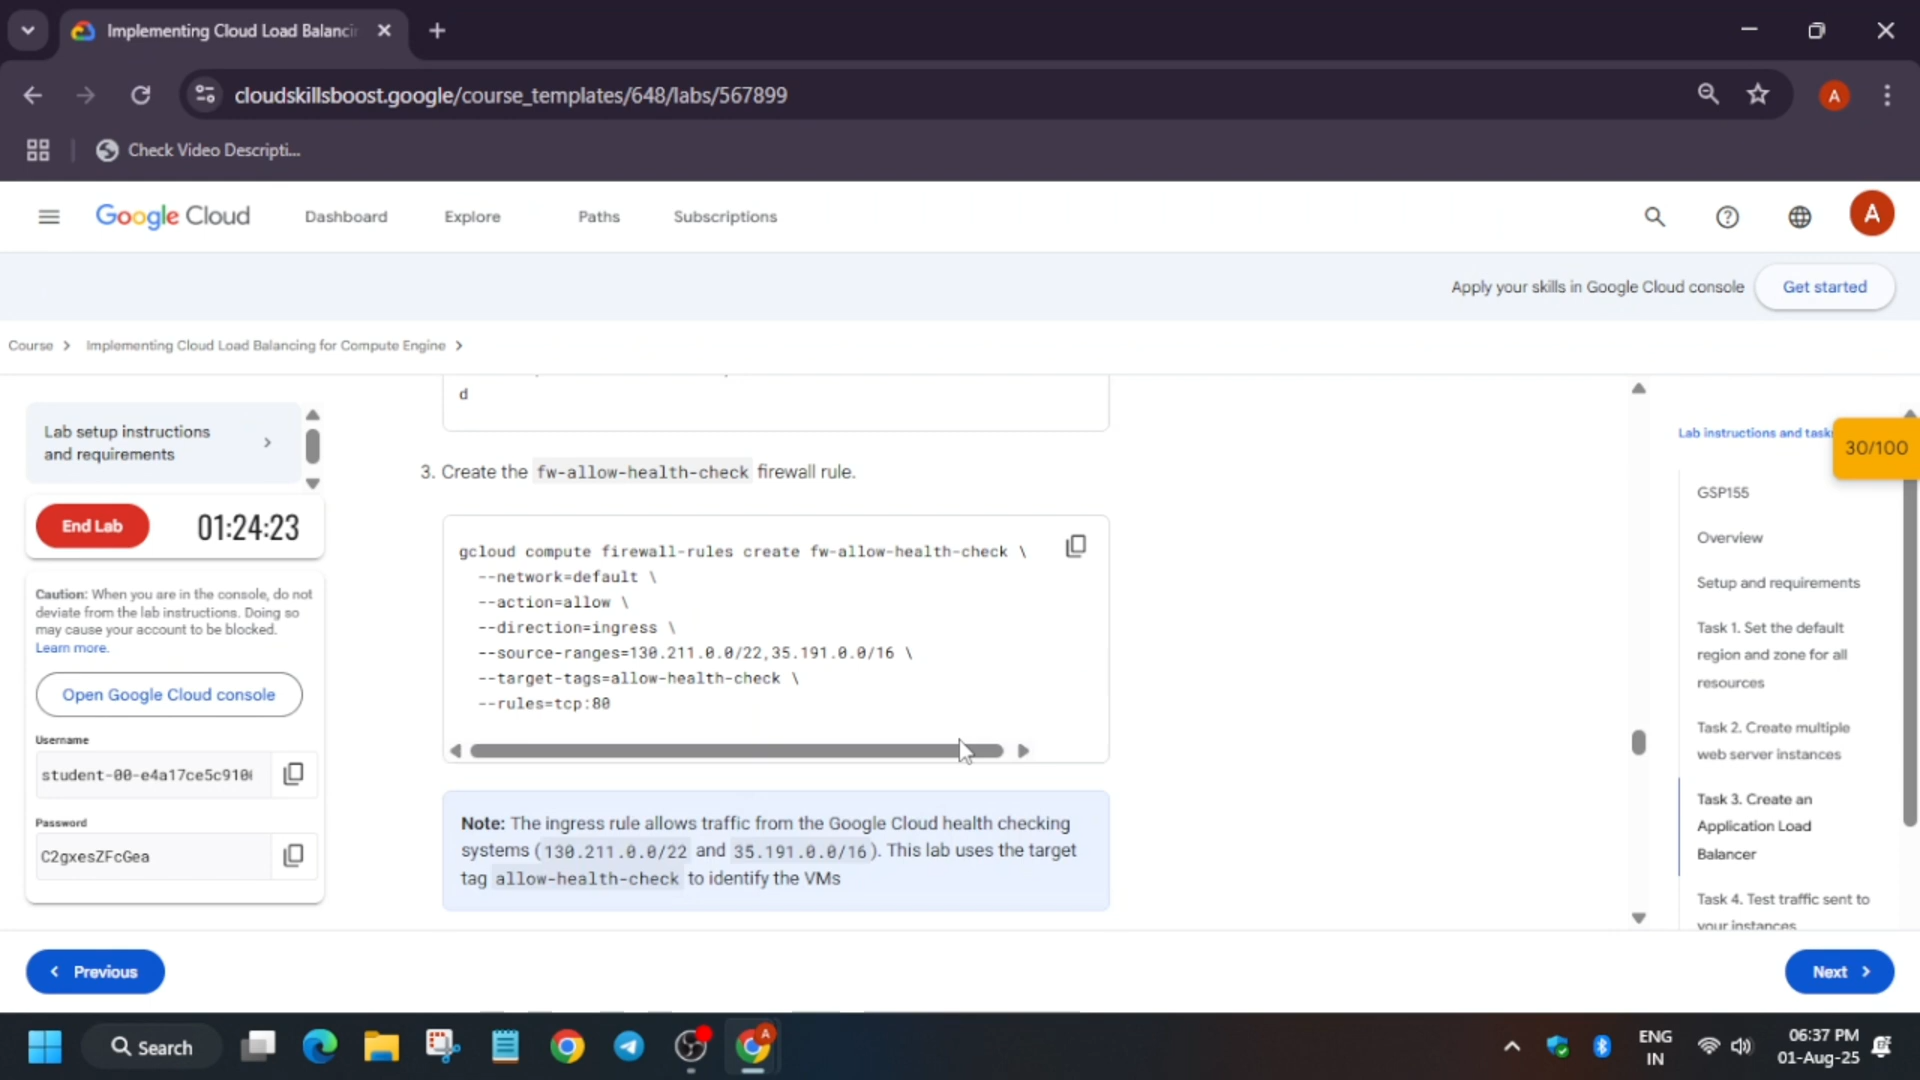 Implementing Cloud Load Balancin
cloudskillsboost.google/course_templates/648/labs/567899
A
Check Video Descripti...
Google Cloud
Dashboard
Explore
Paths
Subscriptions
A
Apply your skills in Google Cloud console
Get started
Course
Implementing Cloud Load Balancing for Compute Engine
Lab setup instructions
and requirements
End Lab
01:24:23
Caution: When you are in the console, do not
deviate from the lab instructions. Doing so
may cause your account to be blocked.
Learn more.
Open Google Cloud console
Username
student-00-e4a17ce5c910
Password
C2gxesZFcGea
d
3. Create the fw-allow-health-check firewall rule.
gcloud compute firewall-rules create fw-allow-health-check \
--network=default \
--action=allow \
--direction=ingress \
--source-ranges=130.211.0.0/22,35.191.0.0/16 \
--target-tags=allow-health-check \
--rules=tcp:80
Note: The ingress rule allows traffic from the Google Cloud health checking
systems (130.211.0.0/22 and 35.191.0.0/16). This lab uses the target
tag allow-health-check to identify the VMs
Lab instructions and task
30/100
GSP155
Overview
Setup and requirements
Task 1. Set the default
region and zone for all
resources
Task 2. Create multiple
web server instances
Task 3. Create an
Application Load
Balancer
Task 4. Test traffic sent to
your instances
Previous
Next
Search
A
ENG
IN
06:37 PM
01-Aug-25